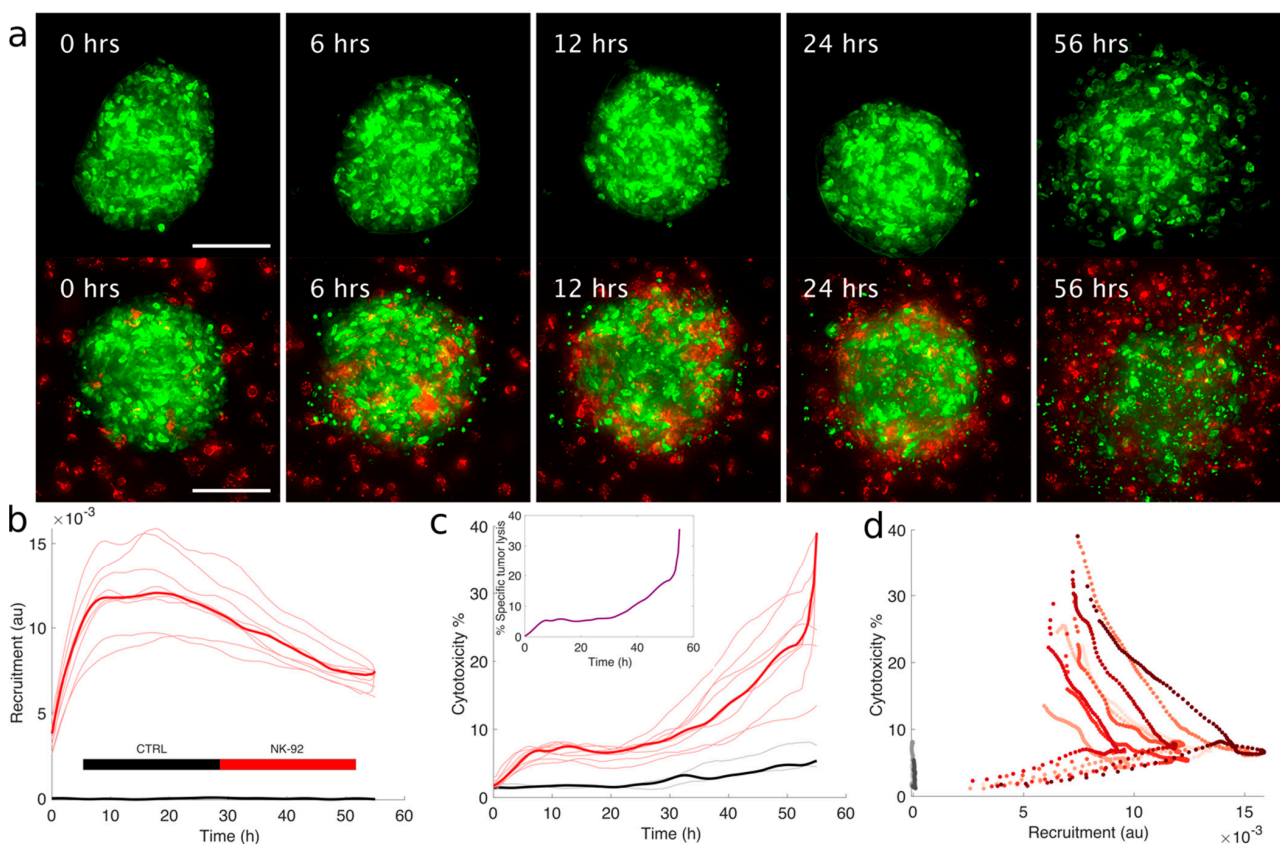 a
0 hrs
6 hrs
12 hrs
24 hrs
56 hrs
0 hrs
6 hrs
12 hrs
24 hrs
56 hrs
b
×10⁻³
15
10
5
0
Recruitment (au)
CTRL
NK-92
0 10 20 30 40 50 60
Time (h)
c
40
30
20
10
0
Cytotoxicity %
0 10 20 30 40 50 60
Time (h)
40
30
20
10
0
% Specific tumor lysis
0 20 40 60
Time (h)
d
40
30
20
10
0
Cytotoxicity %
0 5 10 15
Recruitment (au)
×10⁻³